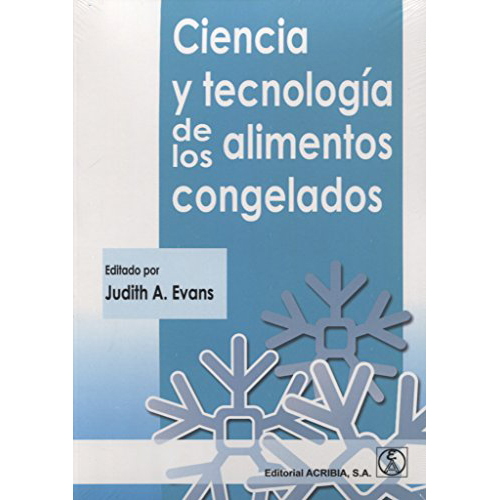 Ciencia
y tecnología
de los alimentos
congelados
Editado por
Judith A. Evans
Editorial ACRIBIA, S.A.